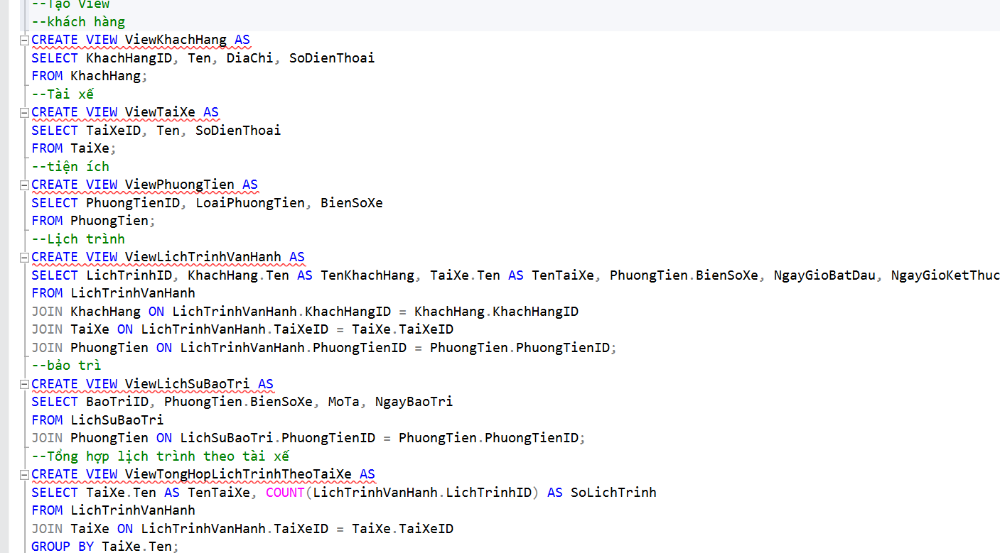 --Tạo View
--khách hàng
CREATE VIEW ViewKhachHang AS
SELECT KhachHangID, Ten, DiaChi, SoDienThoai
FROM KhachHang;
--Tài xế
CREATE VIEW ViewTaiXe AS
SELECT TaiXeID, Ten, SoDienThoai
FROM TaiXe;
--tiện ích
CREATE VIEW ViewPhuongTien AS
SELECT PhuongTienID, LoaiPhuongTien, BienSoXe
FROM PhuongTien;
--Lịch trình
CREATE VIEW ViewLichTrinhVanHanh AS
SELECT LichTrinhID, KhachHang.Ten AS TenKhachHang, TaiXe.Ten AS TenTaiXe, PhuongTien.BienSoXe, NgayGioBatDau, NgayGioKetThuc
FROM LichTrinhVanHanh
JOIN KhachHang ON LichTrinhVanHanh.KhachHangID = KhachHang.KhachHangID
JOIN TaiXe ON LichTrinhVanHanh.TaiXeID = TaiXe.TaiXeID
JOIN PhuongTien ON LichTrinhVanHanh.PhuongTienID = PhuongTien.PhuongTienID;
--bảo trì
CREATE VIEW ViewLichSuBaoTri AS
SELECT BaoTriID, PhuongTien.BienSoXe, MoTa, NgayBaoTri
FROM LichSuBaoTri
JOIN PhuongTien ON LichSuBaoTri.PhuongTienID = PhuongTien.PhuongTienID;
--Tổng hợp lịch trình theo tài xế
CREATE VIEW ViewTongHopLichTrinhTheoTaiXe AS
SELECT TaiXe.Ten AS TenTaiXe, COUNT(LichTrinhVanHanh.LichTrinhID) AS SoLichTrinh
FROM LichTrinhVanHanh
JOIN TaiXe ON LichTrinhVanHanh.TaiXeID = TaiXe.TaiXeID
GROUP BY TaiXe.Ten;